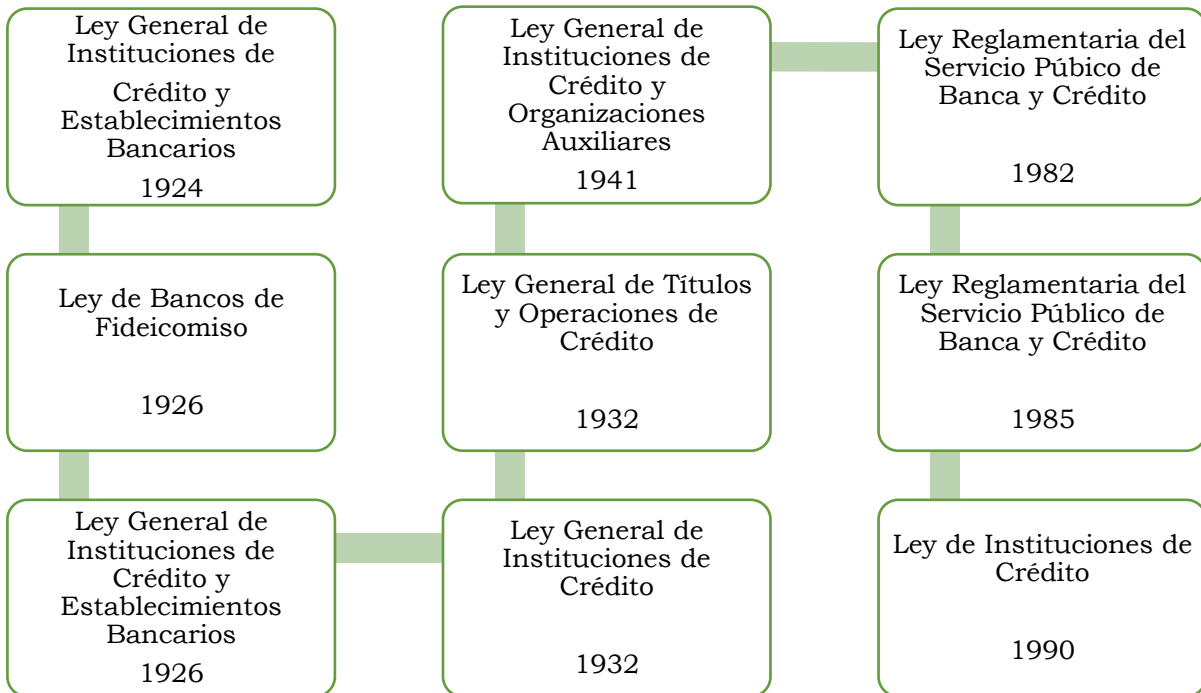 Ley General de
Instituciones de
Crédito y
Establecimientos
Bancarios
1924
Ley de Bancos de
Fideicomiso
1926
Ley General de
Instituciones de
Crédito y
Establecimientos
Bancarios
1926
Ley General de
Instituciones de
Crédito
1932
Ley General de Títulos
y Operaciones de
Crédito
1932
Ley General de
Instituciones de
Crédito y
Organizaciones
Auxiliares
1941
Ley Reglamentaria del
Servicio Púbico de
Banca y Crédito
1982
Ley Reglamentaria del
Servicio Público de
Banca y Crédito
1985
Ley de Instituciones de
Crédito
1990